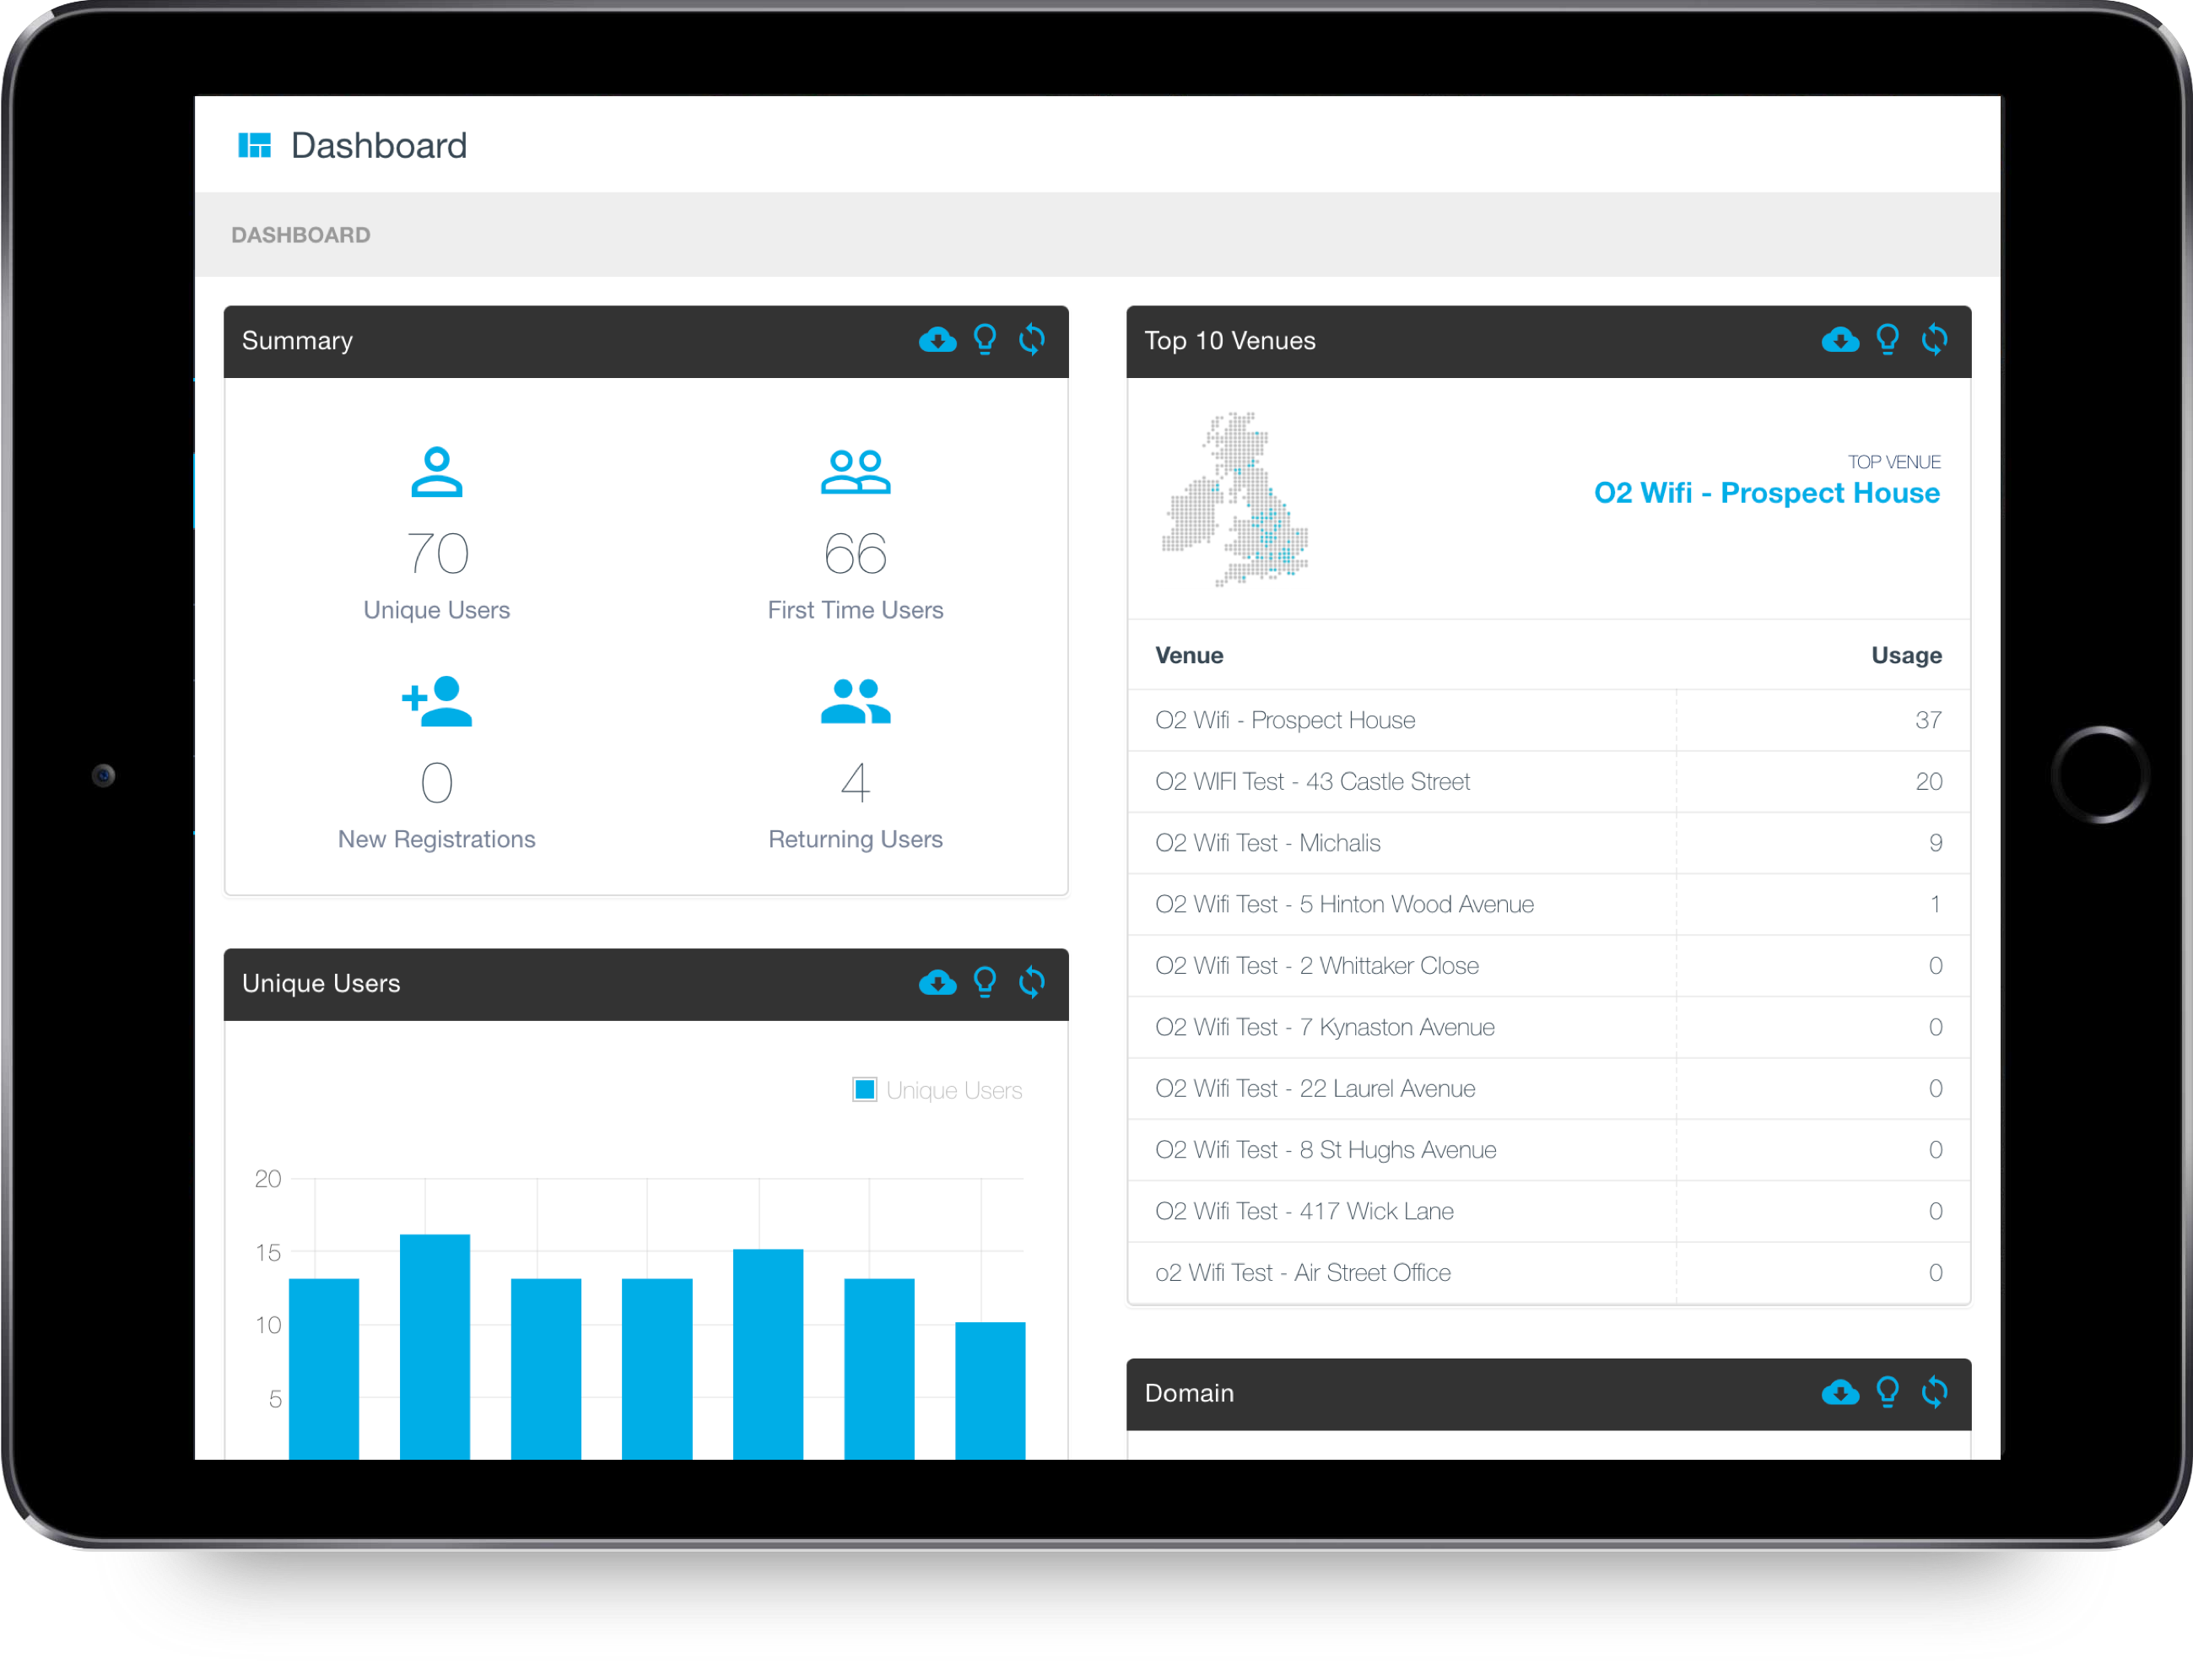 Dashboard
DASHBOARD
Summary
70
Unique Users
66
First Time Users
0
New Registrations
4
Returning Users
Unique Users
Unique Users
20
15
10
5
Top 10 Venues
TOP VENUE
O2 Wifi - Prospect House
Venue Usage
O2 Wifi - Prospect House 37
O2 WIFI Test - 43 Castle Street 20
O2 Wifi Test - Michalis 9
O2 Wifi Test - 5 Hinton Wood Avenue 1
O2 Wifi Test - 2 Whittaker Close 0
O2 Wifi Test - 7 Kynaston Avenue 0
O2 Wifi Test - 22 Laurel Avenue 0
O2 Wifi Test - 8 St Hughs Avenue 0
O2 Wifi Test - 417 Wick Lane 0
o2 Wifi Test - Air Street Office 0
Domain